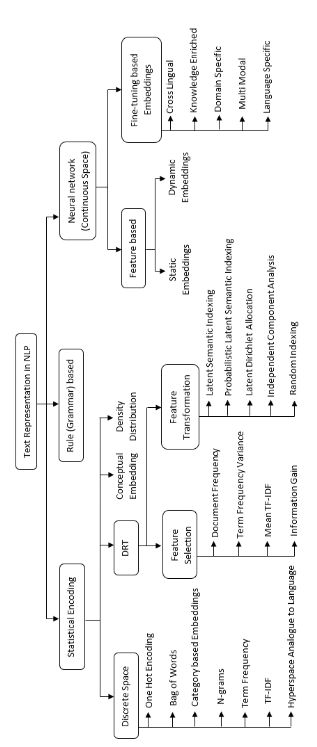 Text Representation in NLP
Statistical Encoding
Rule (Grammar) based
Neural network
(Continuous Space)
Discrete Space
DRT
Conceptual
Embedding
Density
Distribution
Feature based
Fine-tuning based
Embeddings
One Hot Encoding
Bag of Words
Category based Embeddings
N-grams
Term Frequency
TF-IDF
Hyperspace Analogue to Language
Feature
Selection
Document Frequency
Term Frequency Variance
Mean TF-IDF
Information Gain
Feature
Transformation
Latent Semantic Indexing
Probabilistic Latent Semantic Indexing
Latent Dirichlet Allocation
Independent Component Analysis
Random Indexing
Static
Embeddings
Dynamic
Embeddings
Cross Lingual
Knowledge Enriched
Domain Specfic
Multi Modal
Language Specific